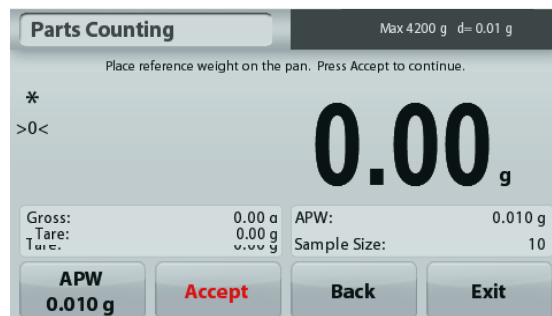 Parts Counting
Max 4200 g d= 0.01 g
Place reference weight on the pan. Press Accept to continue.
*
>0<
0.00 g
Gross: 0.00 g
Tare: 0.00 g
APW: 0.010 g
Sample Size: 10
APW
0.010 g
Accept
Back
Exit